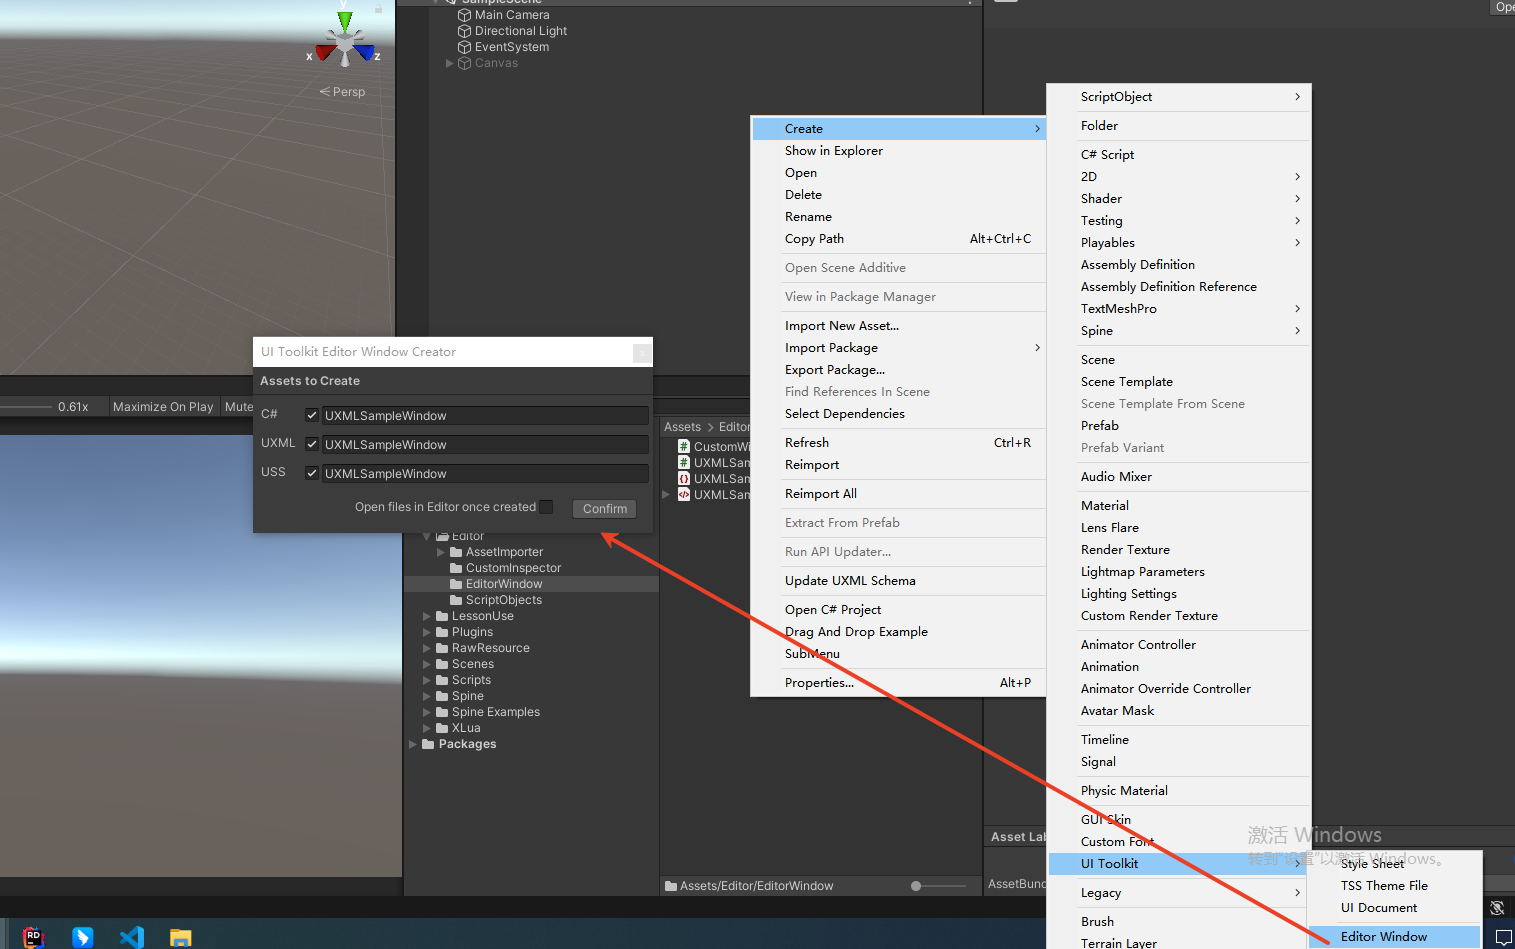 SampleScene
Main Camera
Directional Light
EventSystem
Canvas
y
x
z
Persp
0.61x
Maximize On Play
Mute
UI Toolkit Editor Window Creator
Assets to Create
C#
UXMLSampleWindow
UXML
UXMLSampleWindow
USS
UXMLSampleWindow
Open files in Editor once created
Confirm
Editor
AssetImporter
CustomInspector
EditorWindow
ScriptObjects
LessonUse
Plugins
RawResource
Scenes
Scripts
Spine
Spine Examples
XLua
Packages
Assets > Editor
CustomWi
UXMLSam
UXMLSam
UXMLSam
Assets/Editor/EditorWindow
Create
Show in Explorer
Open
Delete
Rename
Copy Path Alt+Ctrl+C
Open Scene Additive
View in Package Manager
Import New Asset...
Import Package
Export Package...
Find References In Scene
Select Dependencies
Refresh Ctrl+R
Reimport
Reimport All
Extract From Prefab
Run API Updater...
Update UXML Schema
Open C# Project
Drag And Drop Example
SubMenu
Properties... Alt+P
ScriptObject
Folder
C# Script
2D
Shader
Testing
Playables
Assembly Definition
Assembly Definition Reference
TextMeshPro
Spine
Scene
Scene Template
Scene Template From Scene
Prefab
Prefab Variant
Audio Mixer
Material
Lens Flare
Render Texture
Lightmap Parameters
Lighting Settings
Custom Render Texture
Animator Controller
Animation
Animator Override Controller
Avatar Mask
Timeline
Signal
Physic Material
GUI Skin
Custom Font
UI Toolkit
Legacy
Brush
Terrain Layer
Style Sheet
TSS Theme File
UI Document
Editor Window
Ope
Asset Lab
AssetBund
激活 Windows
转到"设置"以激活 Windows。
RD